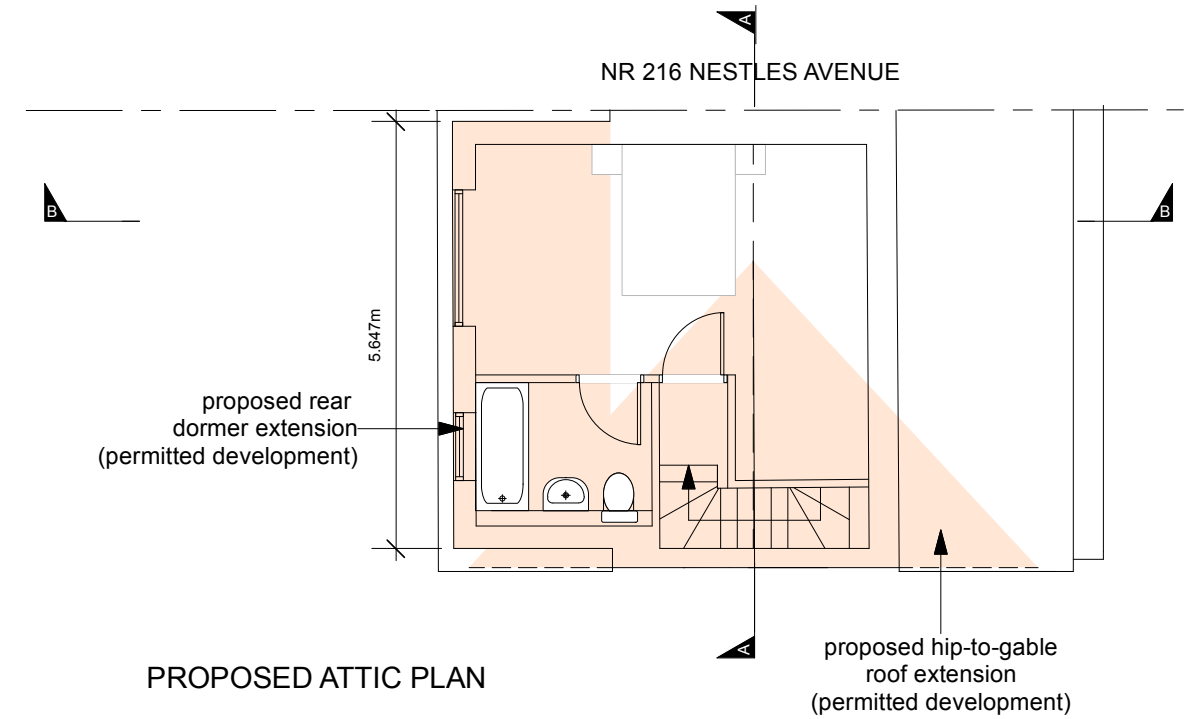 A
NR 216 NESTLES AVENUE
B
B
5.647m
proposed rear
dormer extension
(permitted development)
A
proposed hip-to-gable
roof extension
(permitted development)
PROPOSED ATTIC PLAN